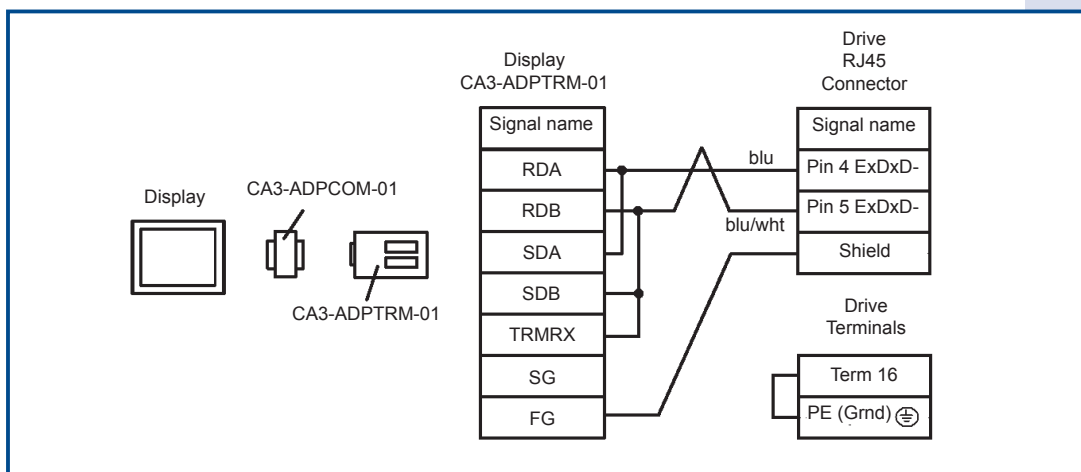 Display
CA3-ADPCOM-01
CA3-ADPTRM-01
Display
CA3-ADPTRM-01
Signal name
RDA
RDB
SDA
SDB
TRMRX
SG
FG
blu
blu/wht
Drive
RJ45
Connector
Signal name
Pin 4 ExDxD-
Pin 5 ExDxD-
Shield
Drive
Terminals
Term 16
PE (Grnd)